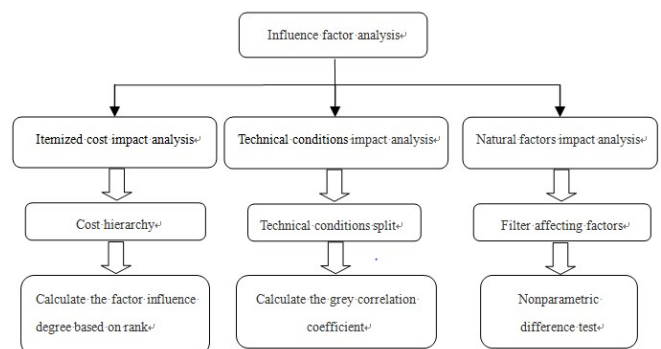 Influence factor analysis
Itemized cost impact analysis
Technical conditions impact analysis
Natural factors impact analysis
Cost hierarchy
Technical conditions split
Filter affecting factors
Calculate the factor influence
degree based on rank
Calculate the grey correlation
coefficient
Nonparametric
difference test